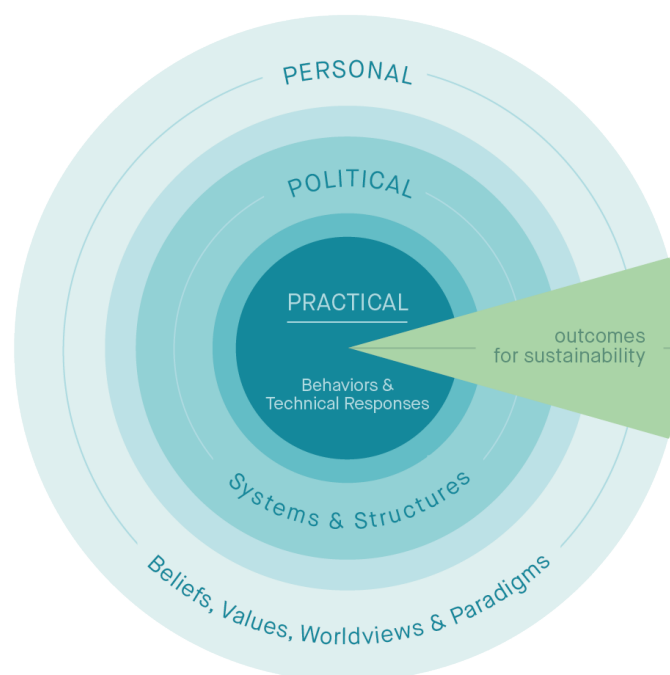 PERSONAL
POLITICAL
PRACTICAL
outcomes
for sustainability
Behaviors &
Technical Responses
Systems & Structures
Beliefs, Values, Worldviews & Paradigms